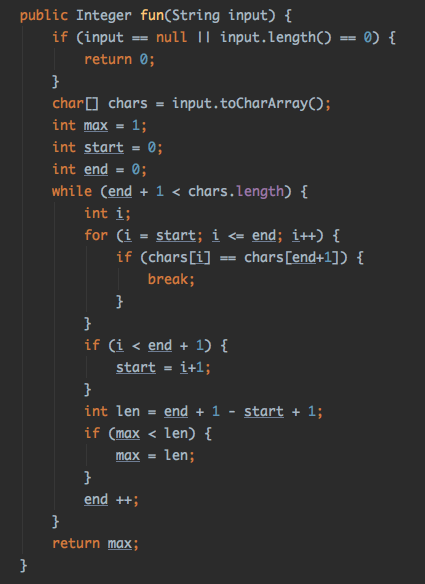 public Integer fun(String input) {
    if (input == null || input.length() == 0) {
        return 0;
    }
    char[] chars = input.toCharArray();
    int max = 1;
    int start = 0;
    int end = 0;
    while (end + 1 < chars.length) {
        int i;
        for (i = start; i <= end; i++) {
            if (chars[i] == chars[end+1]) {
                break;
            }
        }
        if (i < end + 1) {
            start = i+1;
        }
        int len = end + 1 - start + 1;
        if (max < len) {
            max = len;
        }
        end ++;
    }
    return max;
}